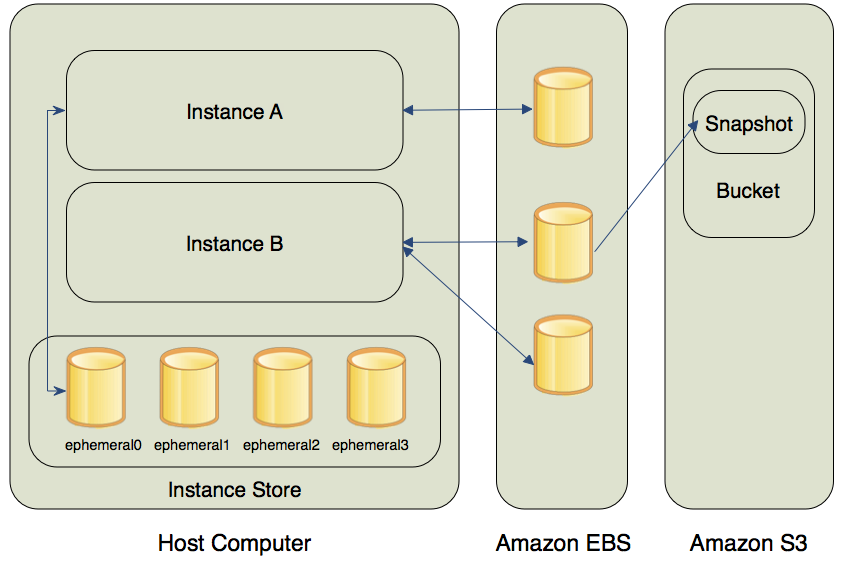 Instance A
Instance B
ephemeral0
ephemeral1
ephemeral2
ephemeral3
Instance Store
Host Computer
Amazon EBS
Snapshot
Bucket
Amazon S3